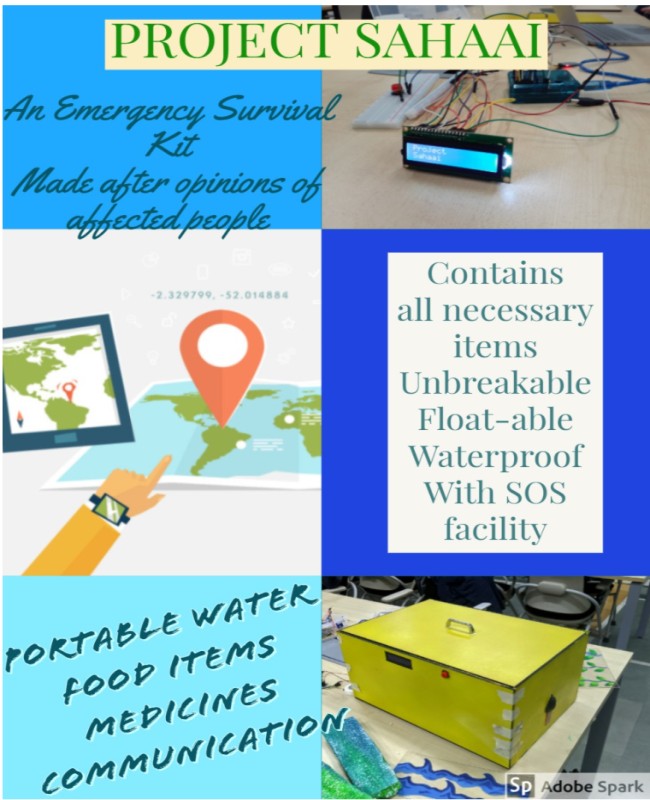 PROJECT SAHAAI
An Emergency Survival
Kit
Made after opinions of
affected people
Project
Sahaai
-2.329799, -52.014884
Contains
all necessary
items
Unbreakable
Float-able
Waterproof
With SOS
facility
PORTABLE WATER
FOOD ITEMS
MEDICINES
COMMUNICATION
Sp Adobe Spark